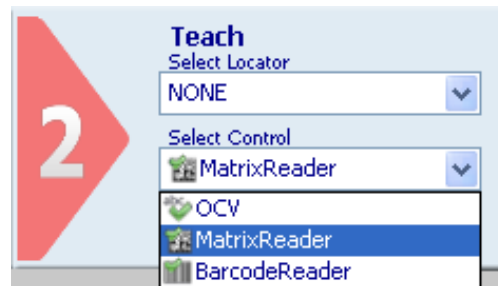 Teach
Select Locator
NONE
2
Select Control
MatrixReader
OCV
MatrixReader
BarcodeReader